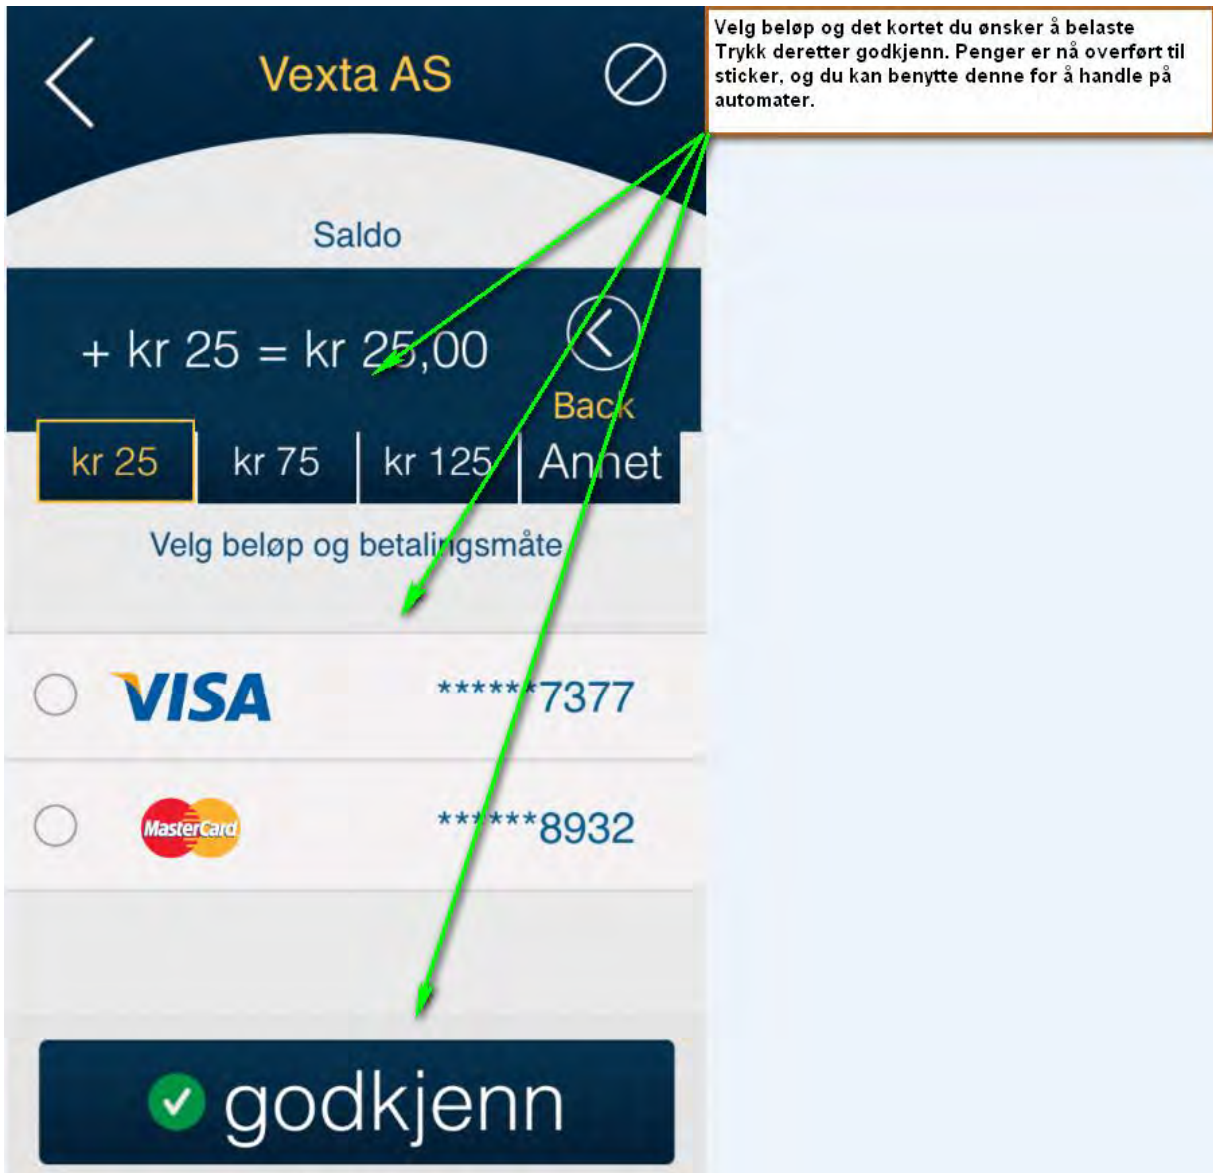 Vexta AS
Velg beløp og det kortet du ønsker å belaste
Trykk deretter godkjenn. Penger er nå overført til
sticker, og du kan benytte denne for å handle på
automater.
Saldo
+ kr 25 = kr 25,00
Back
kr 25 kr 75 kr 125 Annet
Velg beløp og betalingsmåte
VISA ******7377
MasterCard ******8932
godkjenn